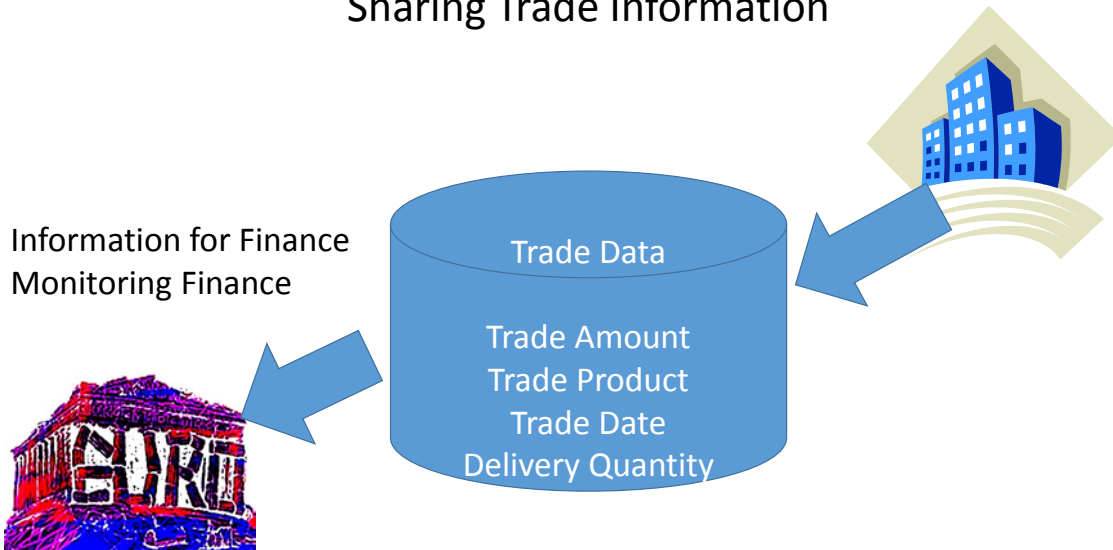 Sharing Trade Information
Information for Finance
Monitoring Finance
Trade Data
Trade Amount
Trade Product
Trade Date
Delivery Quantity